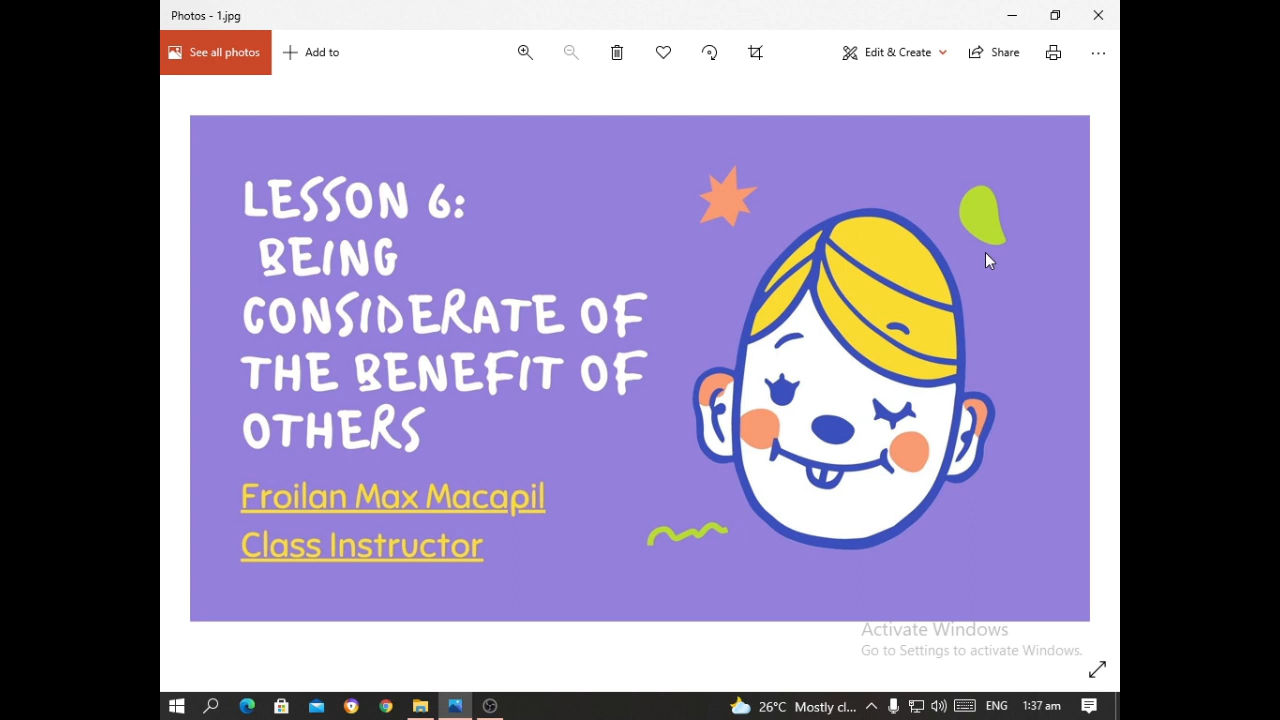 Photos - 1.jpg
See all photos
Add to
Edit & Create
Share
LESSON 6:
BEING
CONSIDERATE OF
THE BENEFIT OF
OTHERS
Froilan Max Macapil
Class Instructor
Activate Windows
Go to Settings to activate Windows.
26°C Mostly cl...
ENG
1:37 am